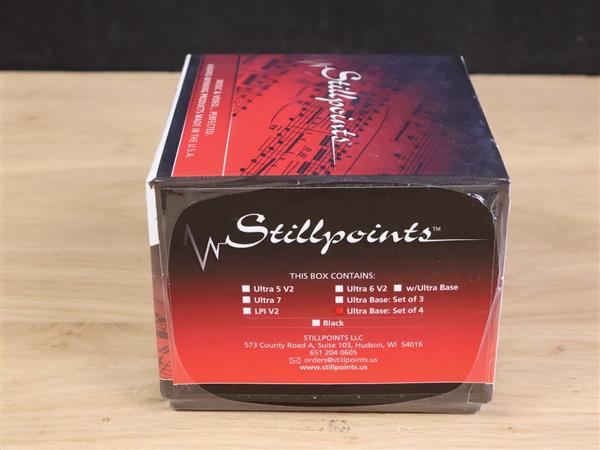 MUSIC & VIDEO... PERFECTED
AWARD-WINNING PRODUCTS MADE IN THE U.S.A.
Stillpoints
Stillpoints™
THIS BOX CONTAINS:
Ultra 5 V2
Ultra 6 V2
w/Ultra Base
Ultra 7
Ultra Base: Set of 3
LPI V2
Ultra Base: Set of 4
Black
STILLPOINTS LLC
573 County Road A, Suite 103, Hudson, WI 54016
651 204 0605
orders@stillpoints.us
www.stillpoints.us